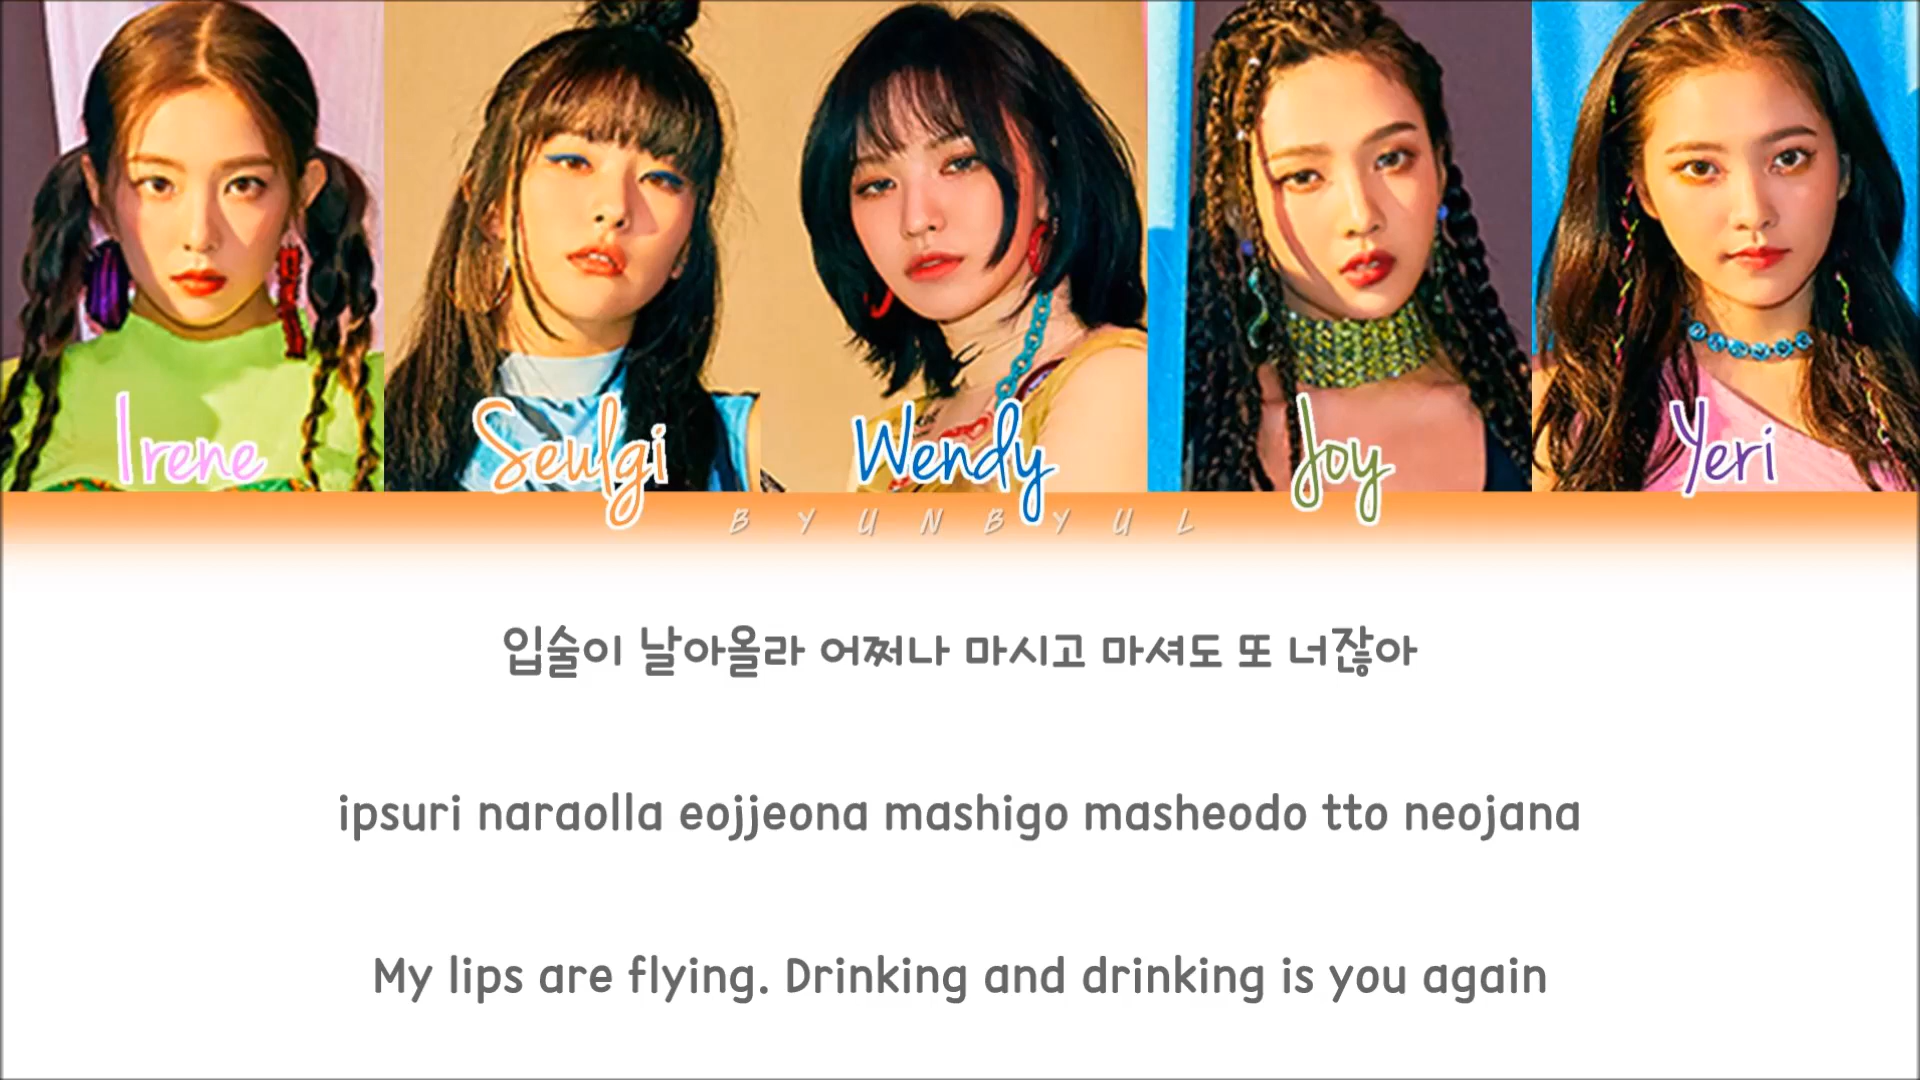 Irene Seulgi Wendy Joy Yeri
BYUNBYUL
입술이 날아올라 어쩌나 마시고 마셔도 또 너잖아
ipsuri naraolla eojjeona mashigo masheodo tto neojana
My lips are flying. Drinking and drinking is you again